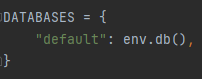 DATABASES = {
    "default": env.db(),
}